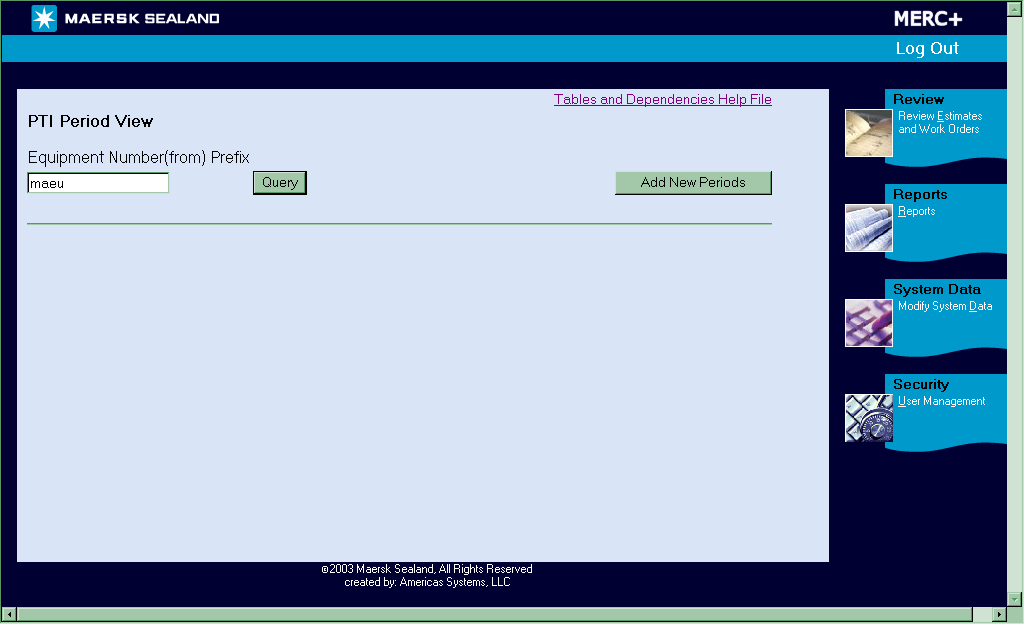 MAERSK SEALAND
MERC+
Log Out
Tables and Dependencies Help File
PTI Period View
Equipment Number(from) Prefix
maeu
Query
Add New Periods
Review
Review Estimates
and Work Orders
Reports
Reports
System Data
Modify System Data
Security
User Management
©2003 Maersk Sealand, All Rights Reserved
created by: Americas Systems, LLC